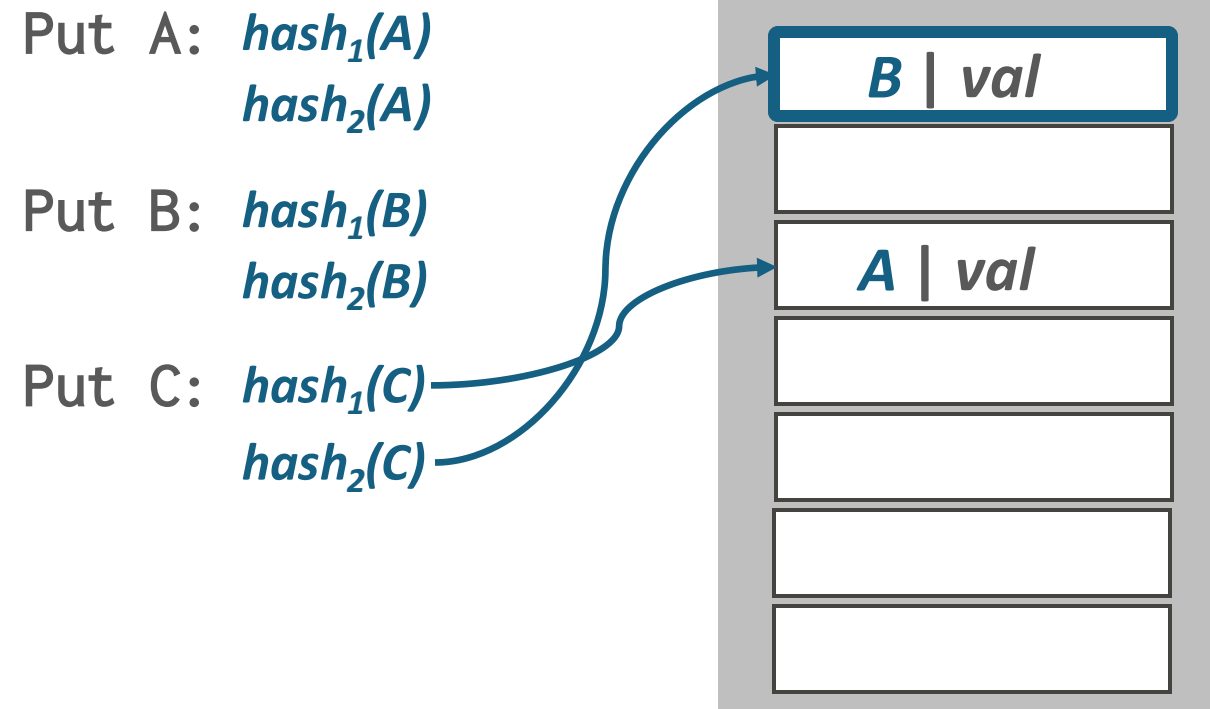 Put A: hash₁(A)
hash₂(A)
Put B: hash₁(B)
hash₂(B)
Put C: hash₁(C)
hash₂(C)
B | val
A | val